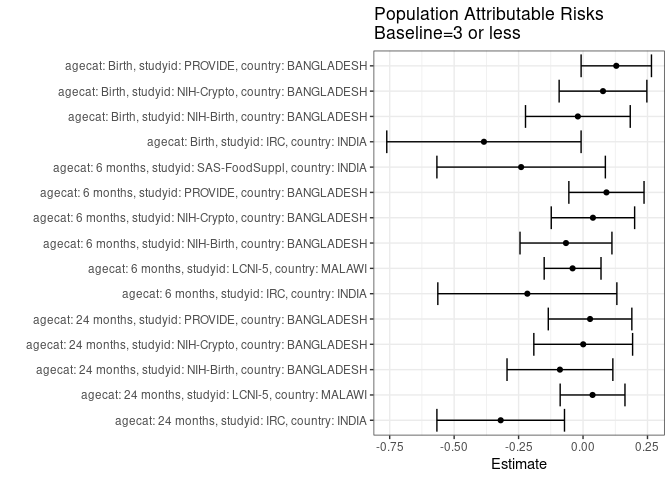 Population Attributable Risks
Baseline=3 or less
agecat: Birth, studyid: PROVIDE, country: BANGLADESH
agecat: Birth, studyid: NIH-Crypto, country: BANGLADESH
agecat: Birth, studyid: NIH-Birth, country: BANGLADESH
agecat: Birth, studyid: IRC, country: INDIA
agecat: 6 months, studyid: SAS-FoodSuppl, country: INDIA
agecat: 6 months, studyid: PROVIDE, country: BANGLADESH
agecat: 6 months, studyid: NIH-Crypto, country: BANGLADESH
agecat: 6 months, studyid: NIH-Birth, country: BANGLADESH
agecat: 6 months, studyid: LCNI-5, country: MALAWI
agecat: 6 months, studyid: IRC, country: INDIA
agecat: 24 months, studyid: PROVIDE, country: BANGLADESH
agecat: 24 months, studyid: NIH-Crypto, country: BANGLADESH
agecat: 24 months, studyid: NIH-Birth, country: BANGLADESH
agecat: 24 months, studyid: LCNI-5, country: MALAWI
agecat: 24 months, studyid: IRC, country: INDIA
-0.75 -0.50 -0.25 0.00 0.25
Estimate